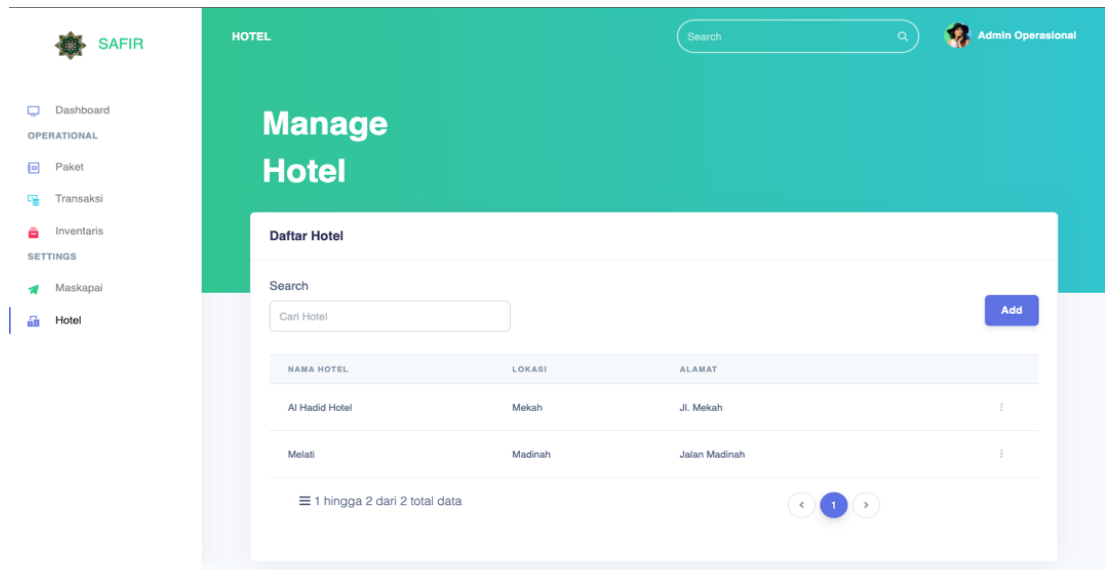 SAFIR
Dashboard
OPERATIONAL
Paket
Transaksi
Inventaris
SETTINGS
Maskapai
Hotel
HOTEL
Search
Admin Operasional
Manage
Hotel
Daftar Hotel
Search
Cari Hotel
Add
NAMA HOTEL LOKASI ALAMAT
Al Hadid Hotel Mekah Jl. Mekah
Melati Madinah Jalan Madinah
1 hingga 2 dari 2 total data
1